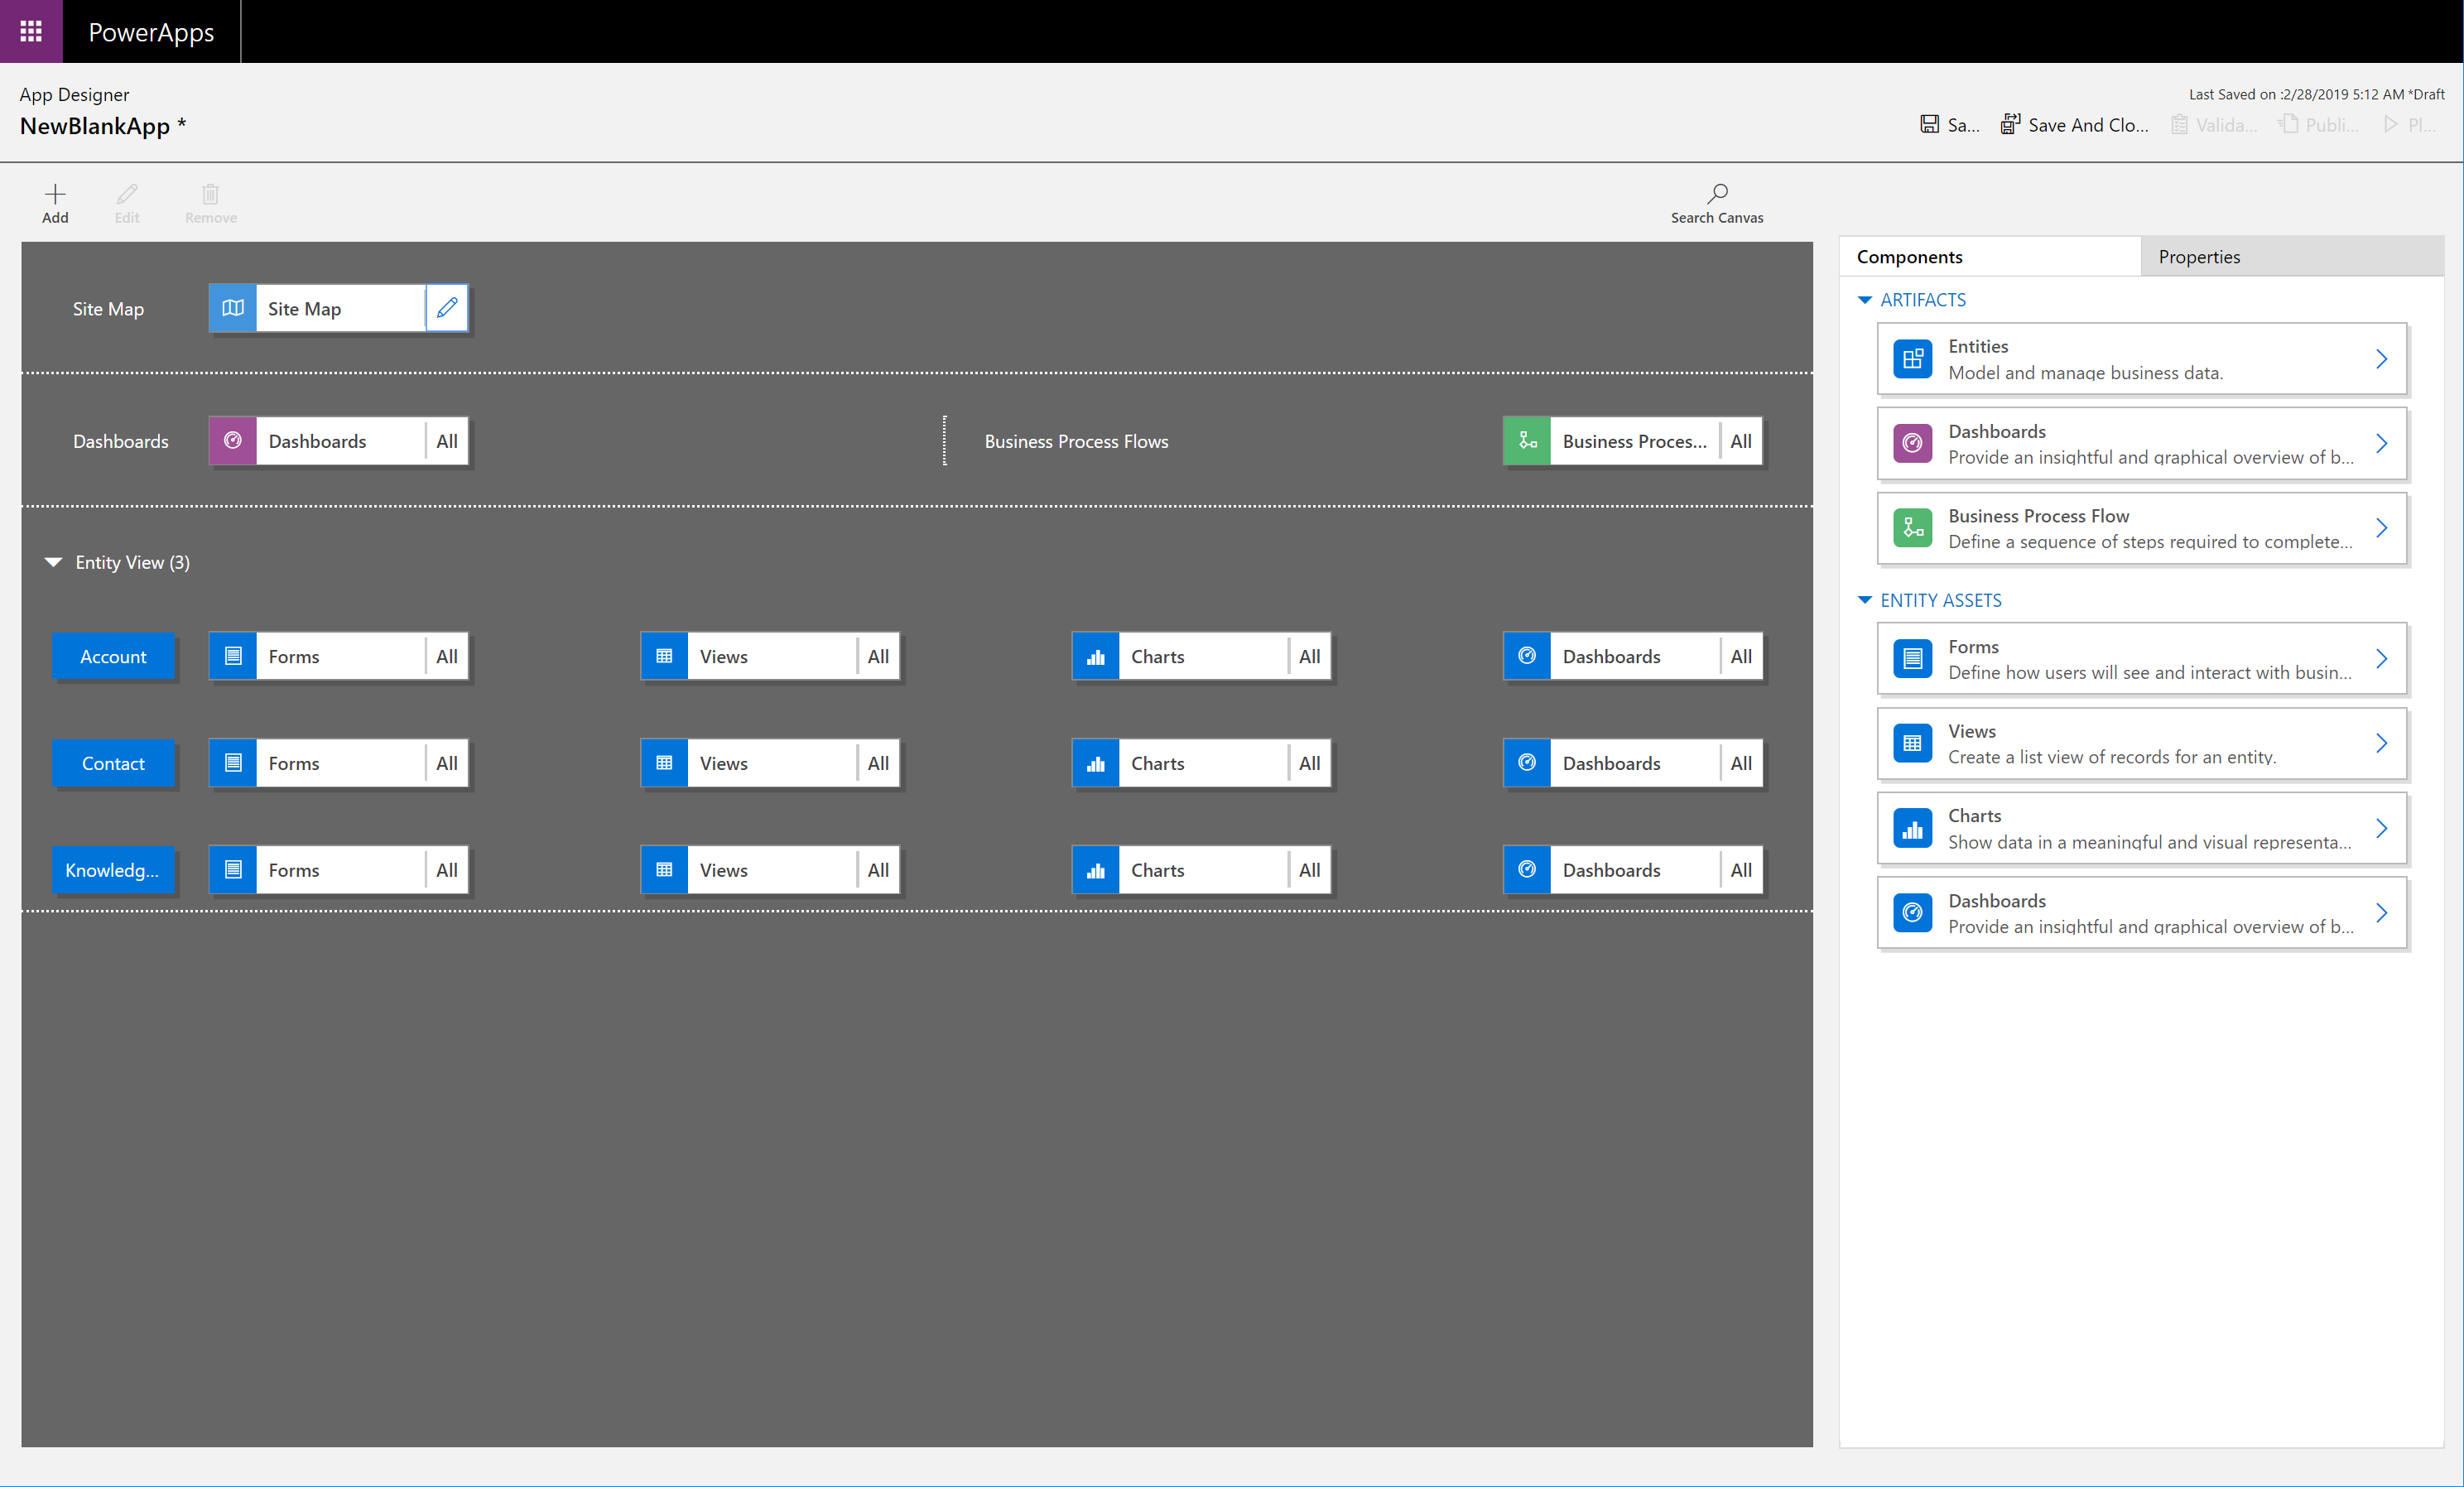 PowerApps
App Designer
NewBlankApp *
Last Saved on :2/28/2019 5:12 AM *Draft
Sa... Save And Clo... Valida... Publi... Pl...
Add Edit Remove Search Canvas
Site Map Site Map
Dashboards Dashboards All Business Process Flows Business Proces... All
Entity View (3)
Account Forms All Views All Charts All Dashboards All
Contact Forms All Views All Charts All Dashboards All
Knowledg... Forms All Views All Charts All Dashboards All
Components Properties
ARTIFACTS
Entities
Model and manage business data.
Dashboards
Provide an insightful and graphical overview of b...
Business Process Flow
Define a sequence of steps required to complete...
ENTITY ASSETS
Forms
Define how users will see and interact with busin...
Views
Create a list view of records for an entity.
Charts
Show data in a meaningful and visual representa...
Dashboards
Provide an insightful and graphical overview of b...